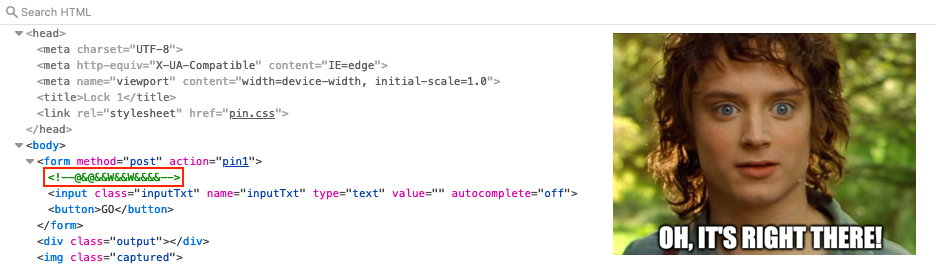 Search HTML
<head>
<meta charset="UTF-8">
<meta http-equiv="X-UA-Compatible" content="IE=edge">
<meta name="viewport" content="width=device-width, initial-scale=1.0">
<title>Lock 1</title>
<link rel="stylesheet" href="pin.css">
</head>
<body>
<form method="post" action="pin1">
<!--@&@&&W&&W&&&&-->
<input class="inputTxt" name="inputTxt" type="text" value="" autocomplete="off">
<button>GO</button>
</form>
<div class="output"></div>
<img class="captured">
OH, IT'S RIGHT THERE!